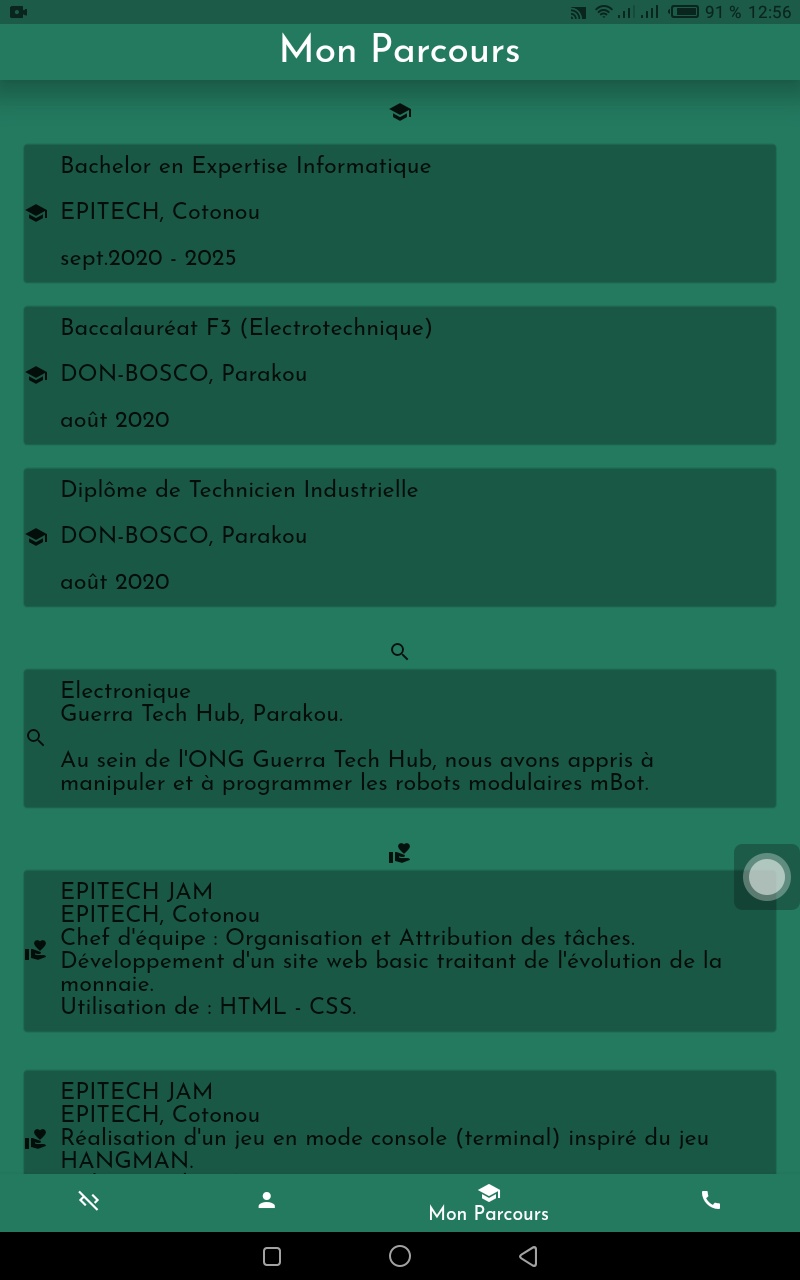 91 % 12:56
Mon Parcours
Bachelor en Expertise Informatique
EPITECH, Cotonou
sept.2020 - 2025
Baccalauréat F3 (Electrotechnique)
DON-BOSCO, Parakou
août 2020
Diplôme de Technicien Industrielle
DON-BOSCO, Parakou
août 2020
Electronique
Guerra Tech Hub, Parakou.
Au sein de l'ONG Guerra Tech Hub, nous avons appris à
manipuler et à programmer les robots modulaires mBot.
EPITECH JAM
EPITECH, Cotonou
Chef d'équipe : Organisation et Attribution des tâches.
Développement d'un site web basic traitant de l'évolution de la
monnaie.
Utilisation de : HTML - CSS.
EPITECH JAM
EPITECH, Cotonou
Réalisation d'un jeu en mode console (terminal) inspiré du jeu
HANGMAN.
Mon Parcours